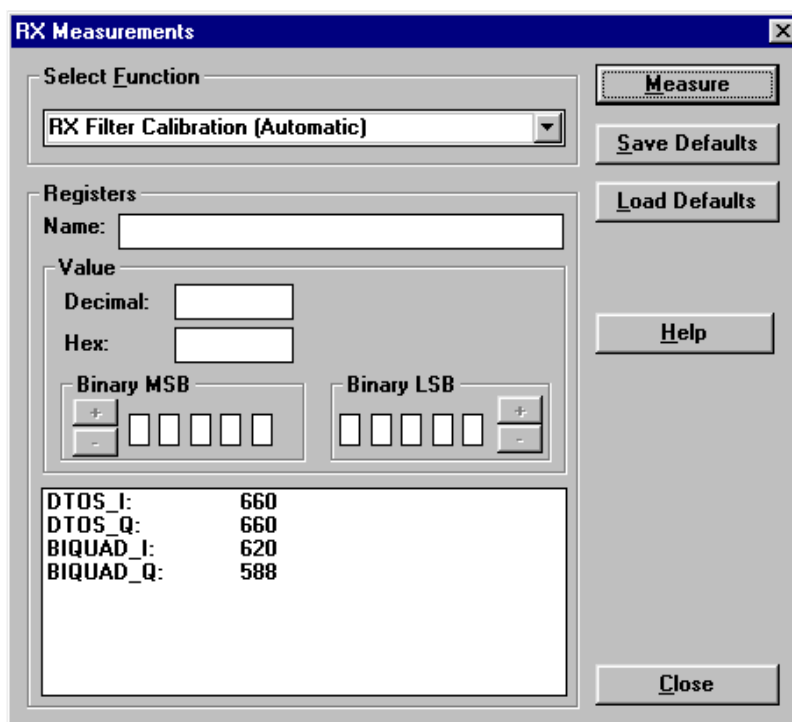 RX Measurements
Select Function
RX Filter Calibration (Automatic)
Measure
Save Defaults
Load Defaults
Help
Close
Registers
Name:
Value
Decimal:
Hex:
Binary MSB
+
-
Binary LSB
+
-
DTOS_I: 660
DTOS_Q: 660
BIQUAD_I: 620
BIQUAD_Q: 588